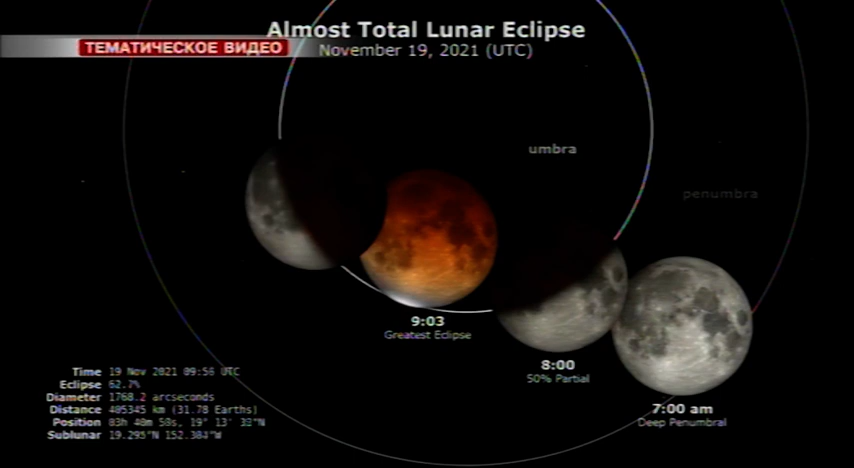 Almost Total Lunar Eclipse
ТЕМАТИЧЕСКОЕ ВИДЕО
November 19, 2021 (UTC)
umbra
penumbra
9:03
Greatest Eclipse
8:00
50% Partial
7:00 am
Deep Penumbral
Time 19 Nov 2021 09:56 UTC
Eclipse 62.7%
Diameter 1768.2 arcseconds
Distance 405345 km (31.78 Earths)
Position 03h 40m 50s, 19° 13' 33"N
Sublunar 19.295°N 152.384°W